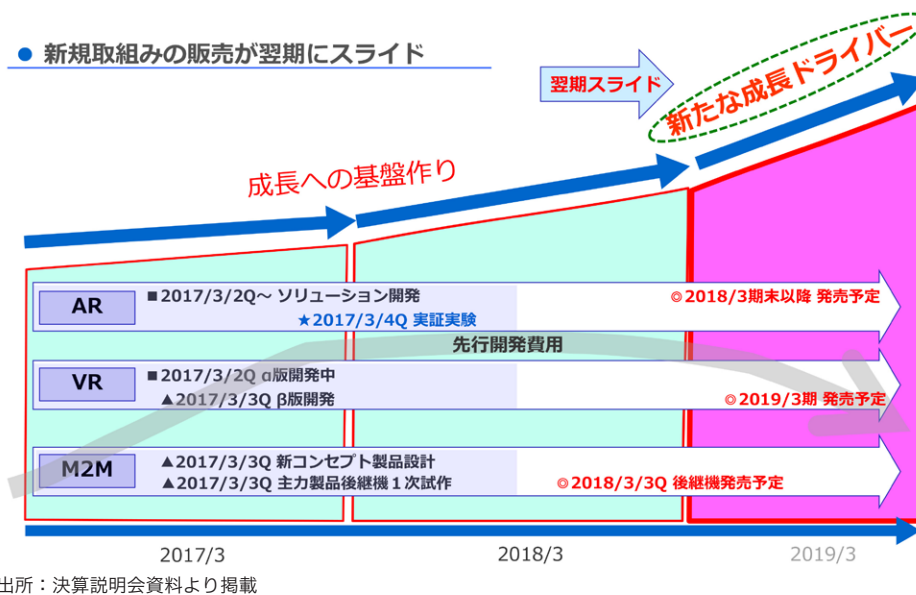 ● 新規取組みの販売が翌期にスライド
翌期スライド
新たな成長ドライバー
成長への基盤作り
AR
■2017/3/2Q～ ソリューション開発
★2017/3/4Q 実証実験
◎2018/3期末以降 発売予定
先行開発費用
VR
■2017/3/2Q α版開発中
▲2017/3/3Q β版開発
◎2019/3期 発売予定
M2M
▲2017/3/3Q 新コンセプト製品設計
▲2017/3/3Q 主力製品後継機１次試作
◎2018/3/3Q 後継機発売予定
2017/3
2018/3
2019/3
出所：決算説明会資料より掲載